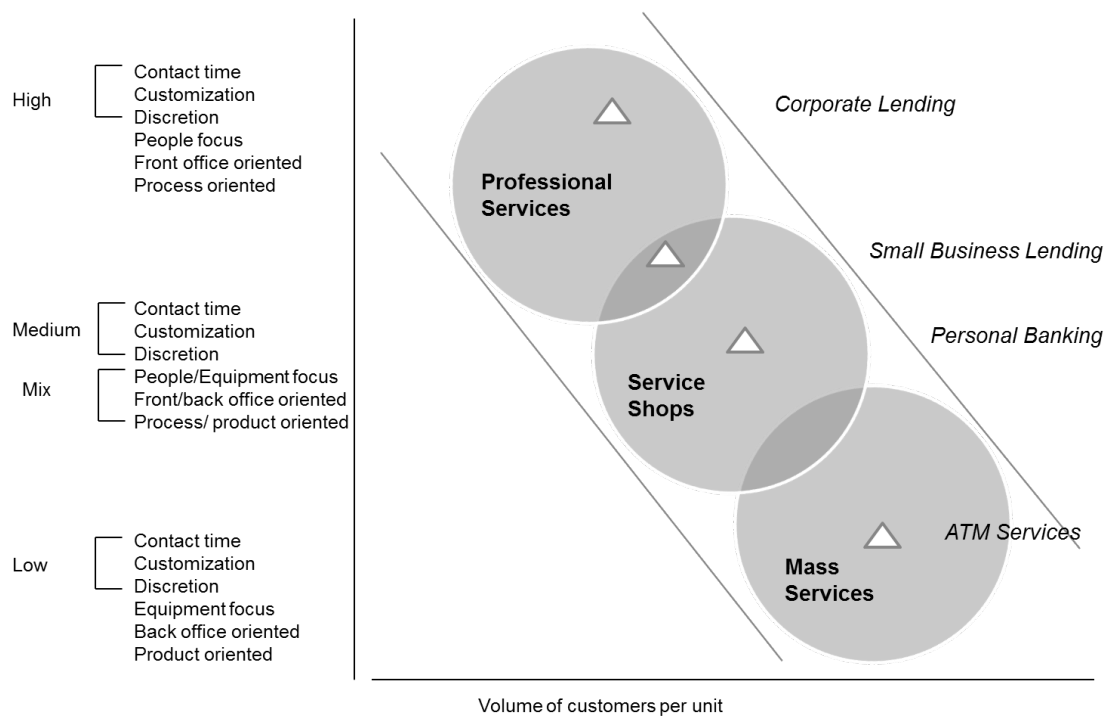 High
Contact time
Customization
Discretion
People focus
Front office oriented
Process oriented
Medium
Contact time
Customization
Discretion
Mix
People/Equipment focus
Front/back office oriented
Process/ product oriented
Low
Contact time
Customization
Discretion
Equipment focus
Back office oriented
Product oriented
Professional
Services
Service
Shops
Mass
Services
Corporate Lending
Small Business Lending
Personal Banking
ATM Services
Volume of customers per unit